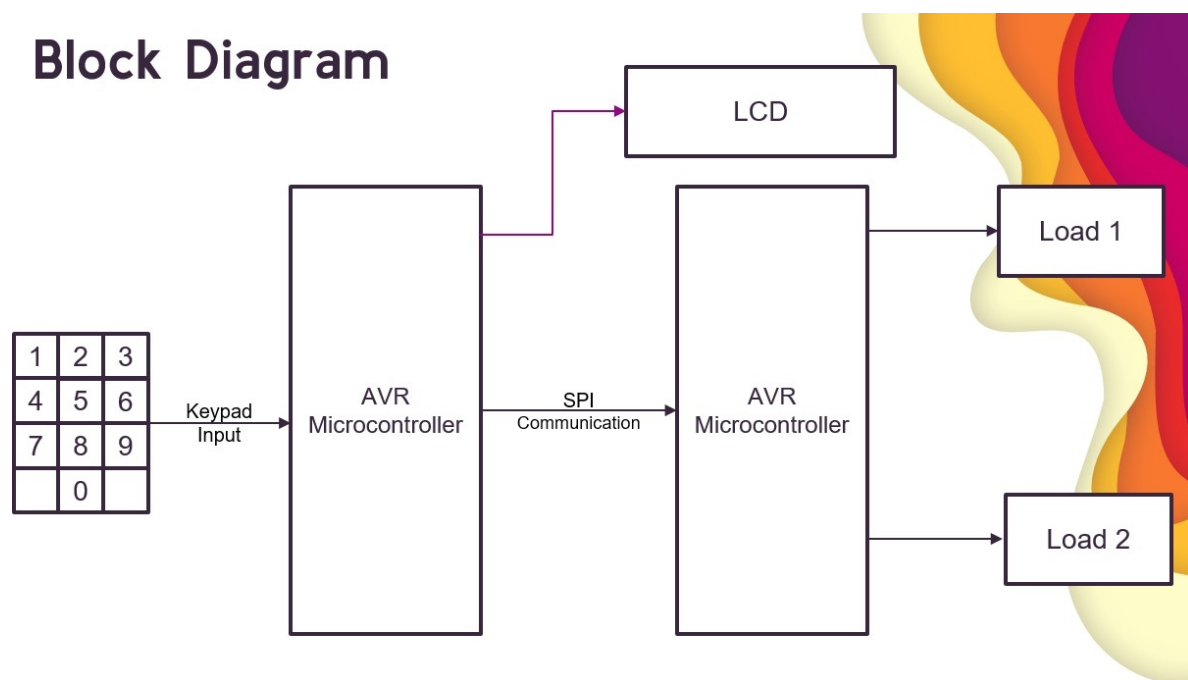 Block Diagram
LCD
Load 1
1 2 3
4 5 6
7 8 9
0
Keypad
Input
AVR
Microcontroller
SPI
Communication
AVR
Microcontroller
Load 2